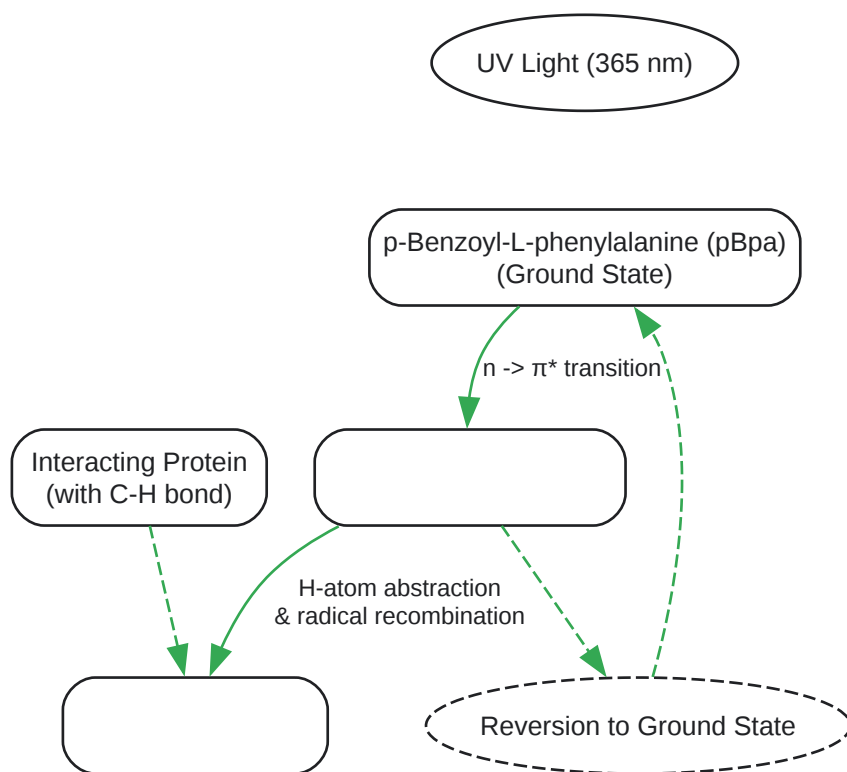 UV Light (365 nm)
p-Benzoyl-L-phenylalanine (pBpa)
(Ground State)
n -> π* transition
Interacting Protein
(with C-H bond)
H-atom abstraction
& radical recombination
Reversion to Ground State